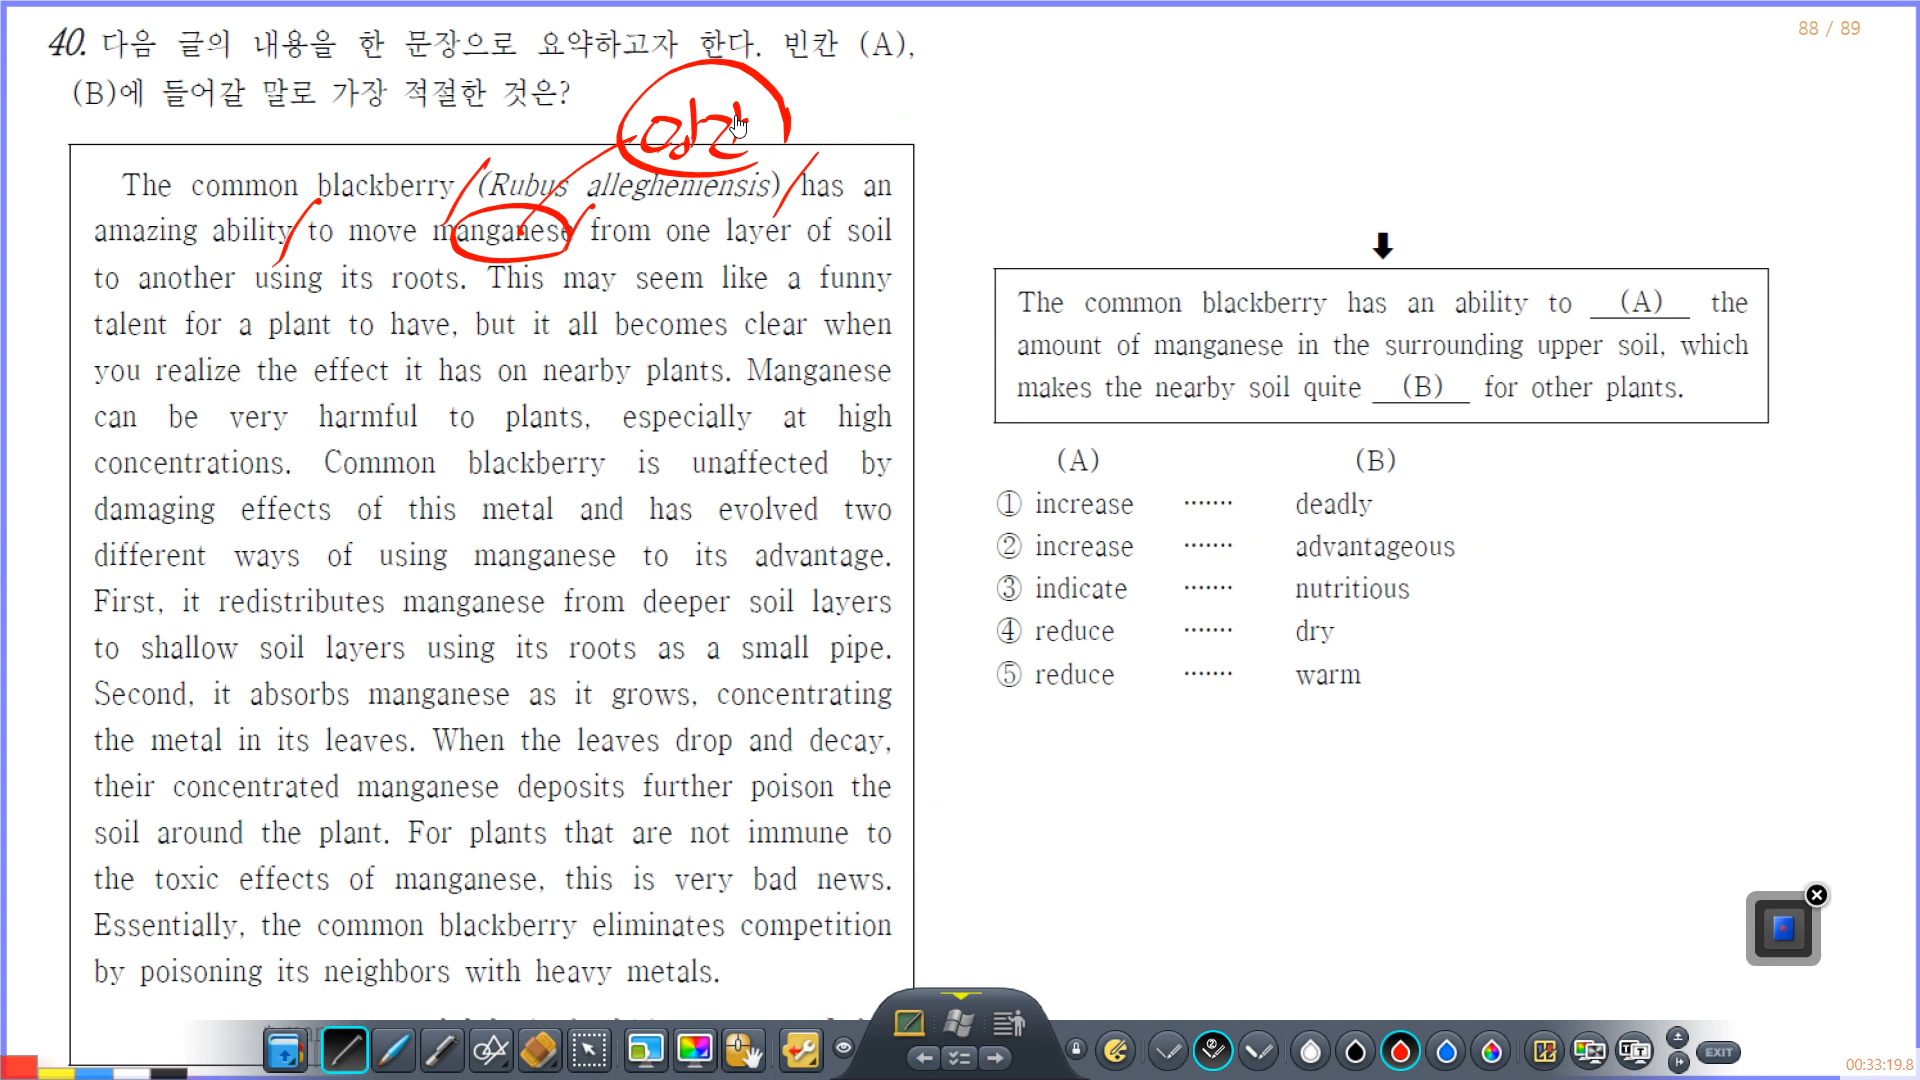 88 / 89
40. 다음 글의 내용을 한 문장으로 요약하고자 한다. 빈칸 (A),
(B)에 들어갈 말로 가장 적절한 것은?
망간
The common blackberry (Rubus allegheniensis) has an
amazing ability to move manganese from one layer of soil
to another using its roots. This may seem like a funny
talent for a plant to have, but it all becomes clear when
you realize the effect it has on nearby plants. Manganese
can be very harmful to plants, especially at high
concentrations. Common blackberry is unaffected by
damaging effects of this metal and has evolved two
different ways of using manganese to its advantage.
First, it redistributes manganese from deeper soil layers
to shallow soil layers using its roots as a small pipe.
Second, it absorbs manganese as it grows, concentrating
the metal in its leaves. When the leaves drop and decay,
their concentrated manganese deposits further poison the
soil around the plant. For plants that are not immune to
the toxic effects of manganese, this is very bad news.
Essentially, the common blackberry eliminates competition
by poisoning its neighbors with heavy metals.
The common blackberry has an ability to (A) the
amount of manganese in the surrounding upper soil, which
makes the nearby soil quite (B) for other plants.
(A) (B)
① increase ······· deadly
② increase ······· advantageous
③ indicate ······· nutritious
④ reduce ······· dry
⑤ reduce ······· warm
EXIT
00:33:19.8